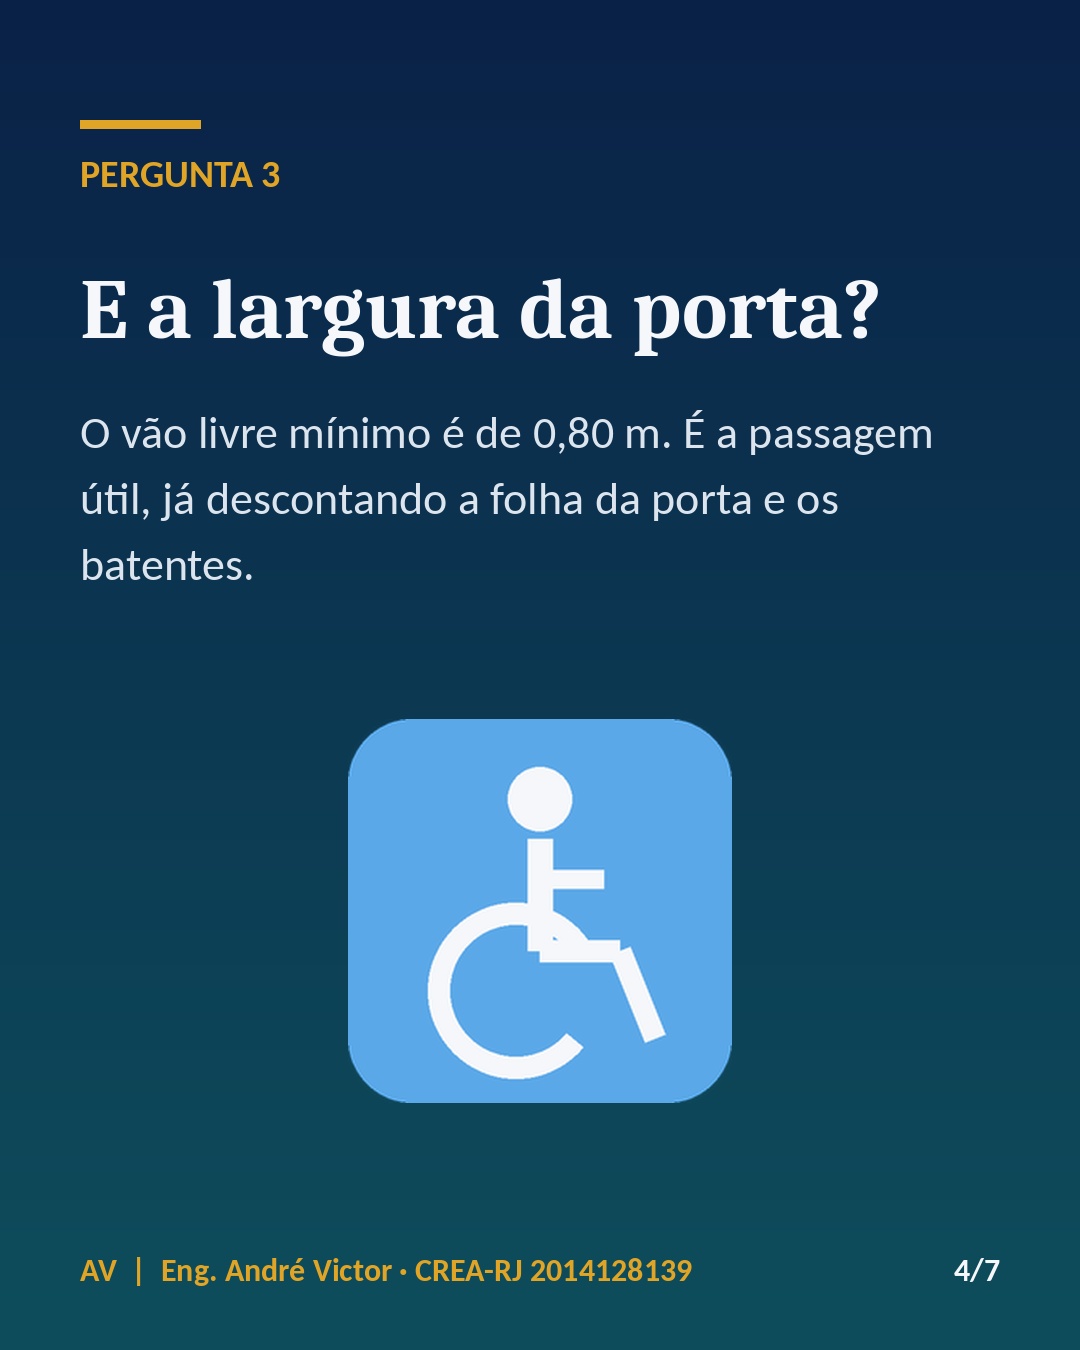 PERGUNTA 3
E a largura da porta?
O vão livre mínimo é de 0,80 m. É a passagem
útil, já descontando a folha da porta e os
batentes.
AV | Eng. André Victor · CREA-RJ 2014128139
4/7